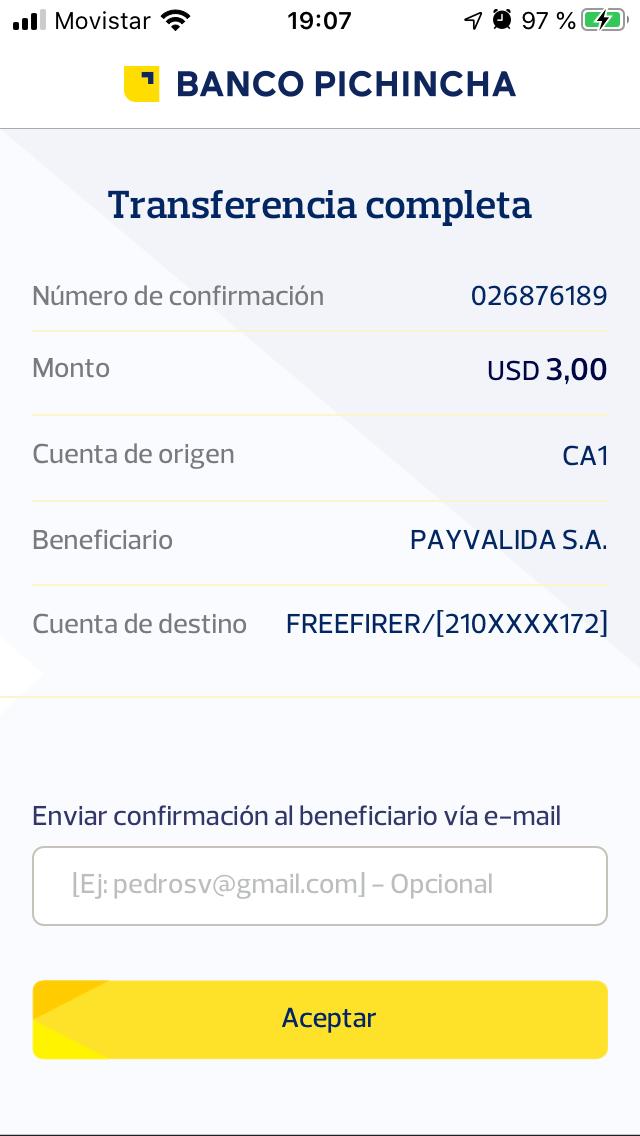 Movistar 19:07 97 %
BANCO PICHINCHA
Transferencia completa
Número de confirmación 026876189
Monto USD 3,00
Cuenta de origen CA1
Beneficiario PAYVALIDA S.A.
Cuenta de destino FREEFIRER/[210XXXX172]
Enviar confirmación al beneficiario vía e-mail
[Ej: pedrosv@gmail.com] - Opcional
Aceptar